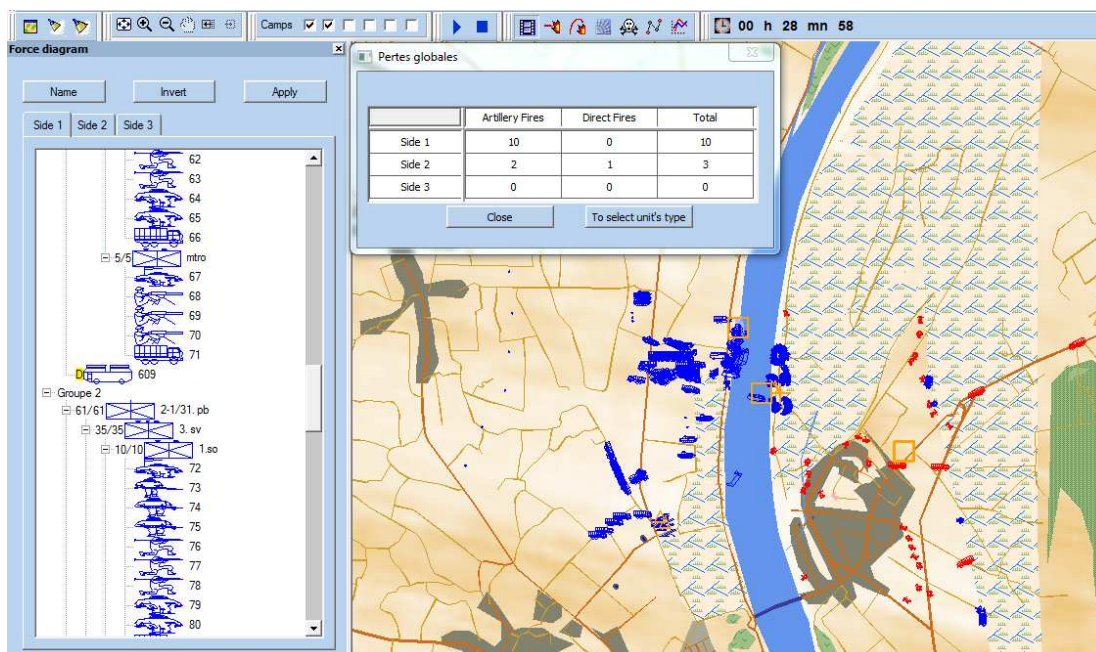 Camps 00 h 28 mn 58
Force diagram
Pertes globales
Name Invert Apply
Side 1 Side 2 Side 3
Artillery Fires Direct Fires Total
Side 1 10 0 10
Side 2 2 1 3
Side 3 0 0 0
Close To select unit's type
62
63
64
65
66
5/5 mtro
67
68
69
70
71
D 609
Groupe 2
61/61 2-1/31. pb
35/35 3. sv
10/10 1.so
72
73
74
75
76
77
78
79
80